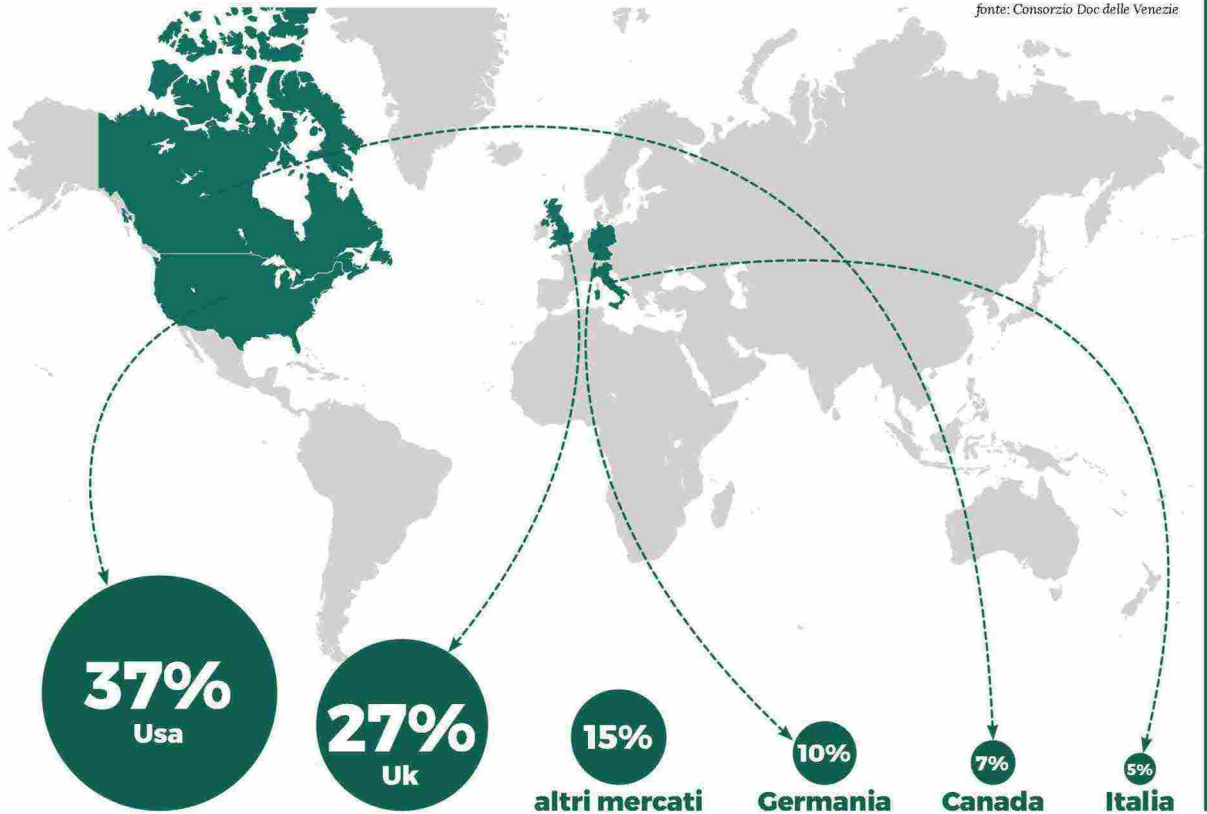 fonte: Consorzio Doc delle Venezie
37%
Usa
27%
Uk
15%
altri mercati
10%
Germania
7%
Canada
5%
Italia